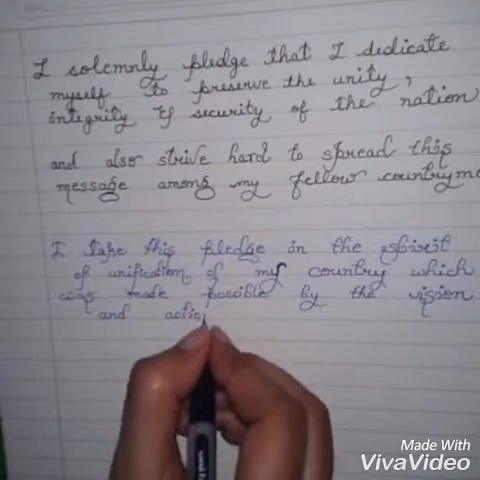 I solemnly pledge that I dedicate
myself to preserve the unity,
integrity & security of the nation
and also strive hard to spread this
message among my fellow countryme
I take this pledge in the spirit
of unification of my country which
was made possible by the vision
and actio
Made With
VivaVideo